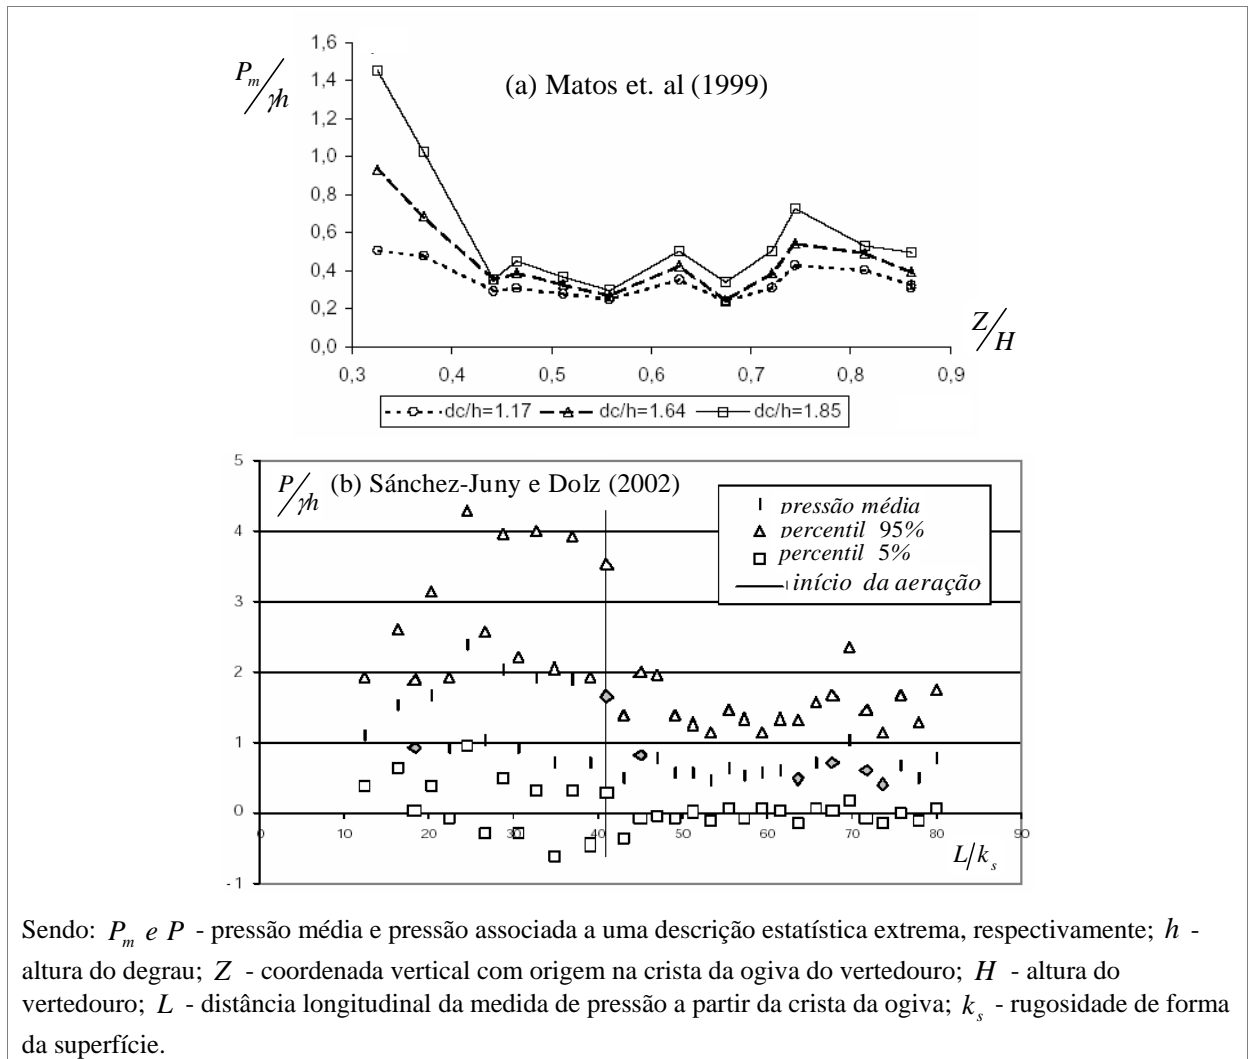 1,6
P_m/γh
1,4
(a) Matos et. al (1999)
1,2
1,0
0,8
0,6
0,4
0,2
Z/H
0,0
0,3 0,4 0,5 0,6 0,7 0,8 0,9
dc/h=1.17 dc/h=1.64 dc/h=1.85
5
P/γh (b) Sánchez-Juny e Dolz (2002)
pressão média
percentil 95%
percentil 5%
início da aeração
4
3
2
1
0
0 10 20 30 40 50 60 70 80 90
L/k_s
-1
Sendo: P_m e P - pressão média e pressão associada a uma descrição estatística extrema, respectivamente; h -
altura do degrau; Z - coordenada vertical com origem na crista da ogiva do vertedouro; H - altura do
vertedouro; L - distância longitudinal da medida de pressão a partir da crista da ogiva; k_s - rugosidade de forma
da superfície.